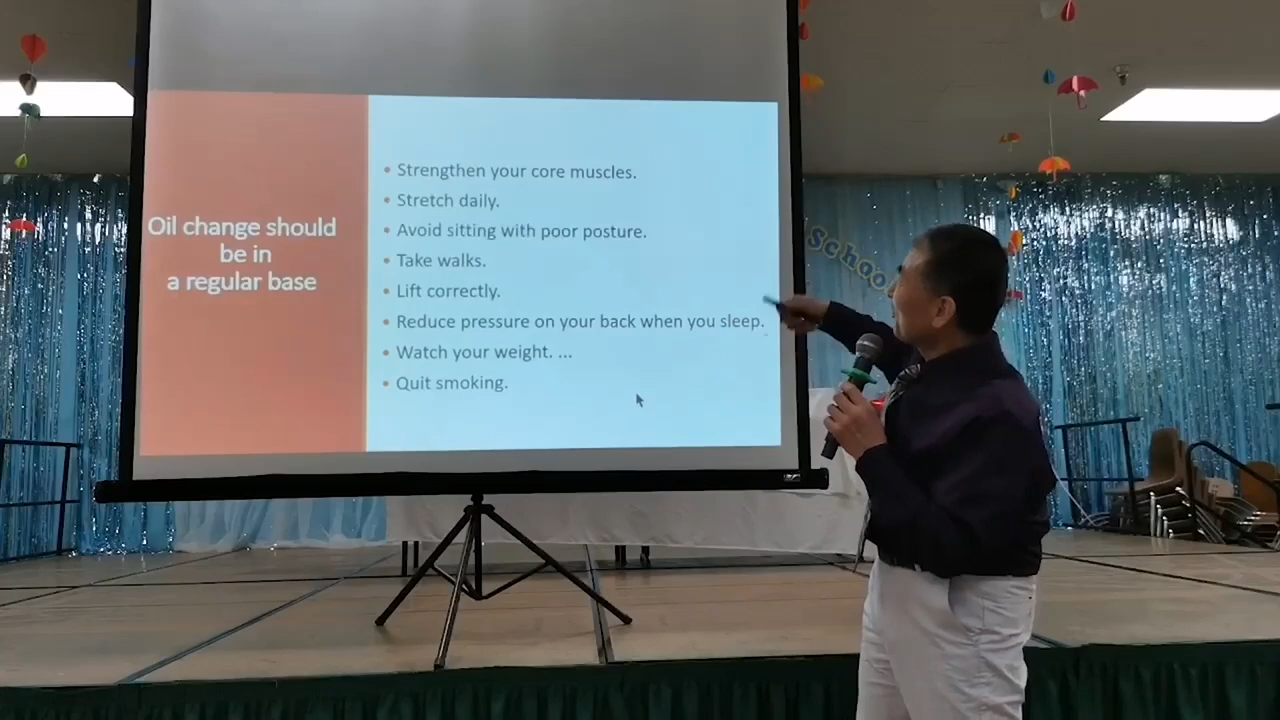 Oil change should
be in
a regular base
• Strengthen your core muscles.
• Stretch daily.
• Avoid sitting with poor posture.
• Take walks.
• Lift correctly.
• Reduce pressure on your back when you sleep.
• Watch your weight. ...
• Quit smoking.
School